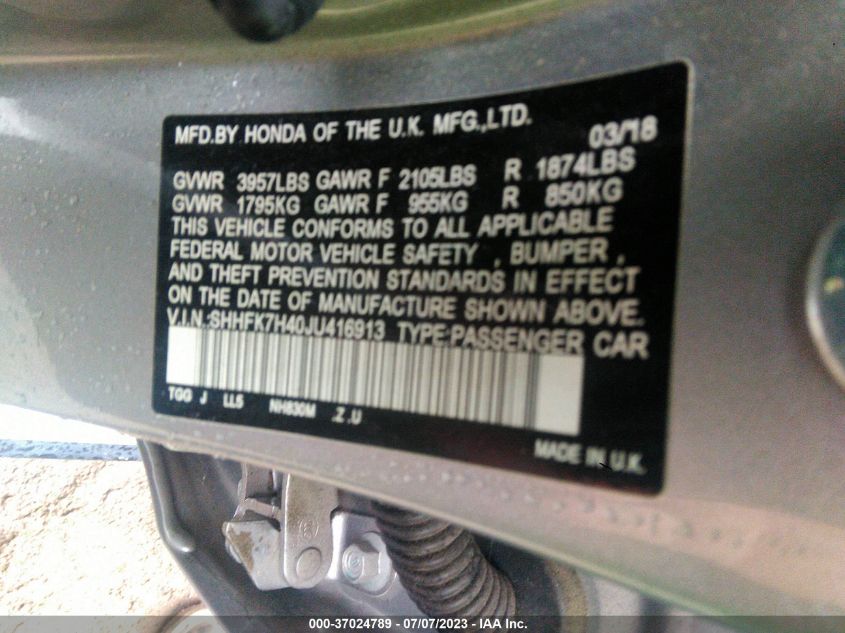 MFD.BY HONDA OF THE U.K. MFG.,LTD. 03/18
GVWR 3957LBS GAWR F 2105LBS R 1874LBS
GVWR 1795KG GAWR F 955KG R 850KG
THIS VEHICLE CONFORMS TO ALL APPLICABLE
FEDERAL MOTOR VEHICLE SAFETY , BUMPER ,
AND THEFT PREVENTION STANDARDS IN EFFECT
ON THE DATE OF MANUFACTURE SHOWN ABOVE.
V.I.N.:SHHFK7H40JU416913 TYPE:PASSENGER CAR
TGG J LL5 NH830M .Z.U
MADE IN U.K.
000-37024789 - 07/07/2023 - IAA Inc.